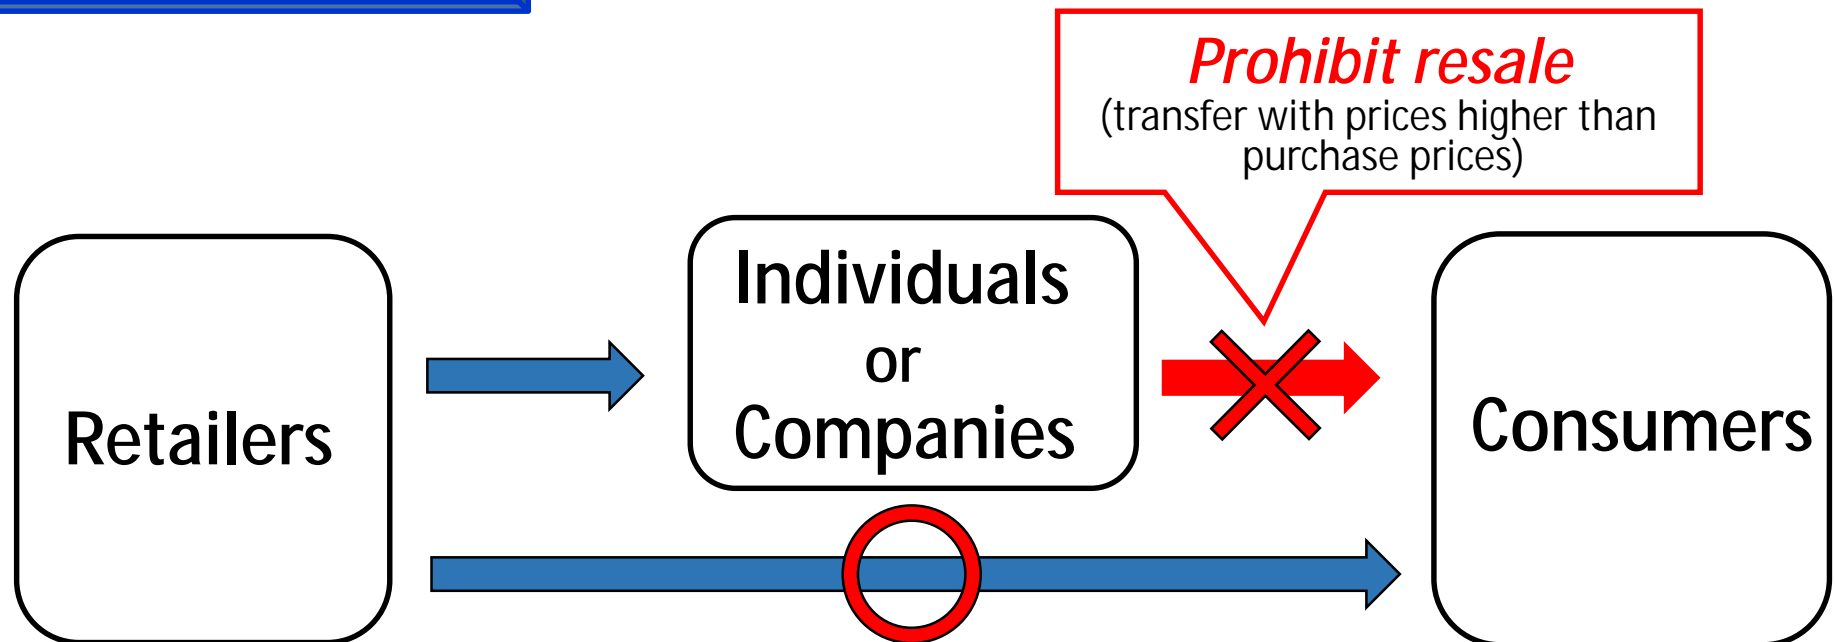 Prohibit resale
(transfer with prices higher than
purchase prices)
Retailers
Individuals
or
Companies
Consumers